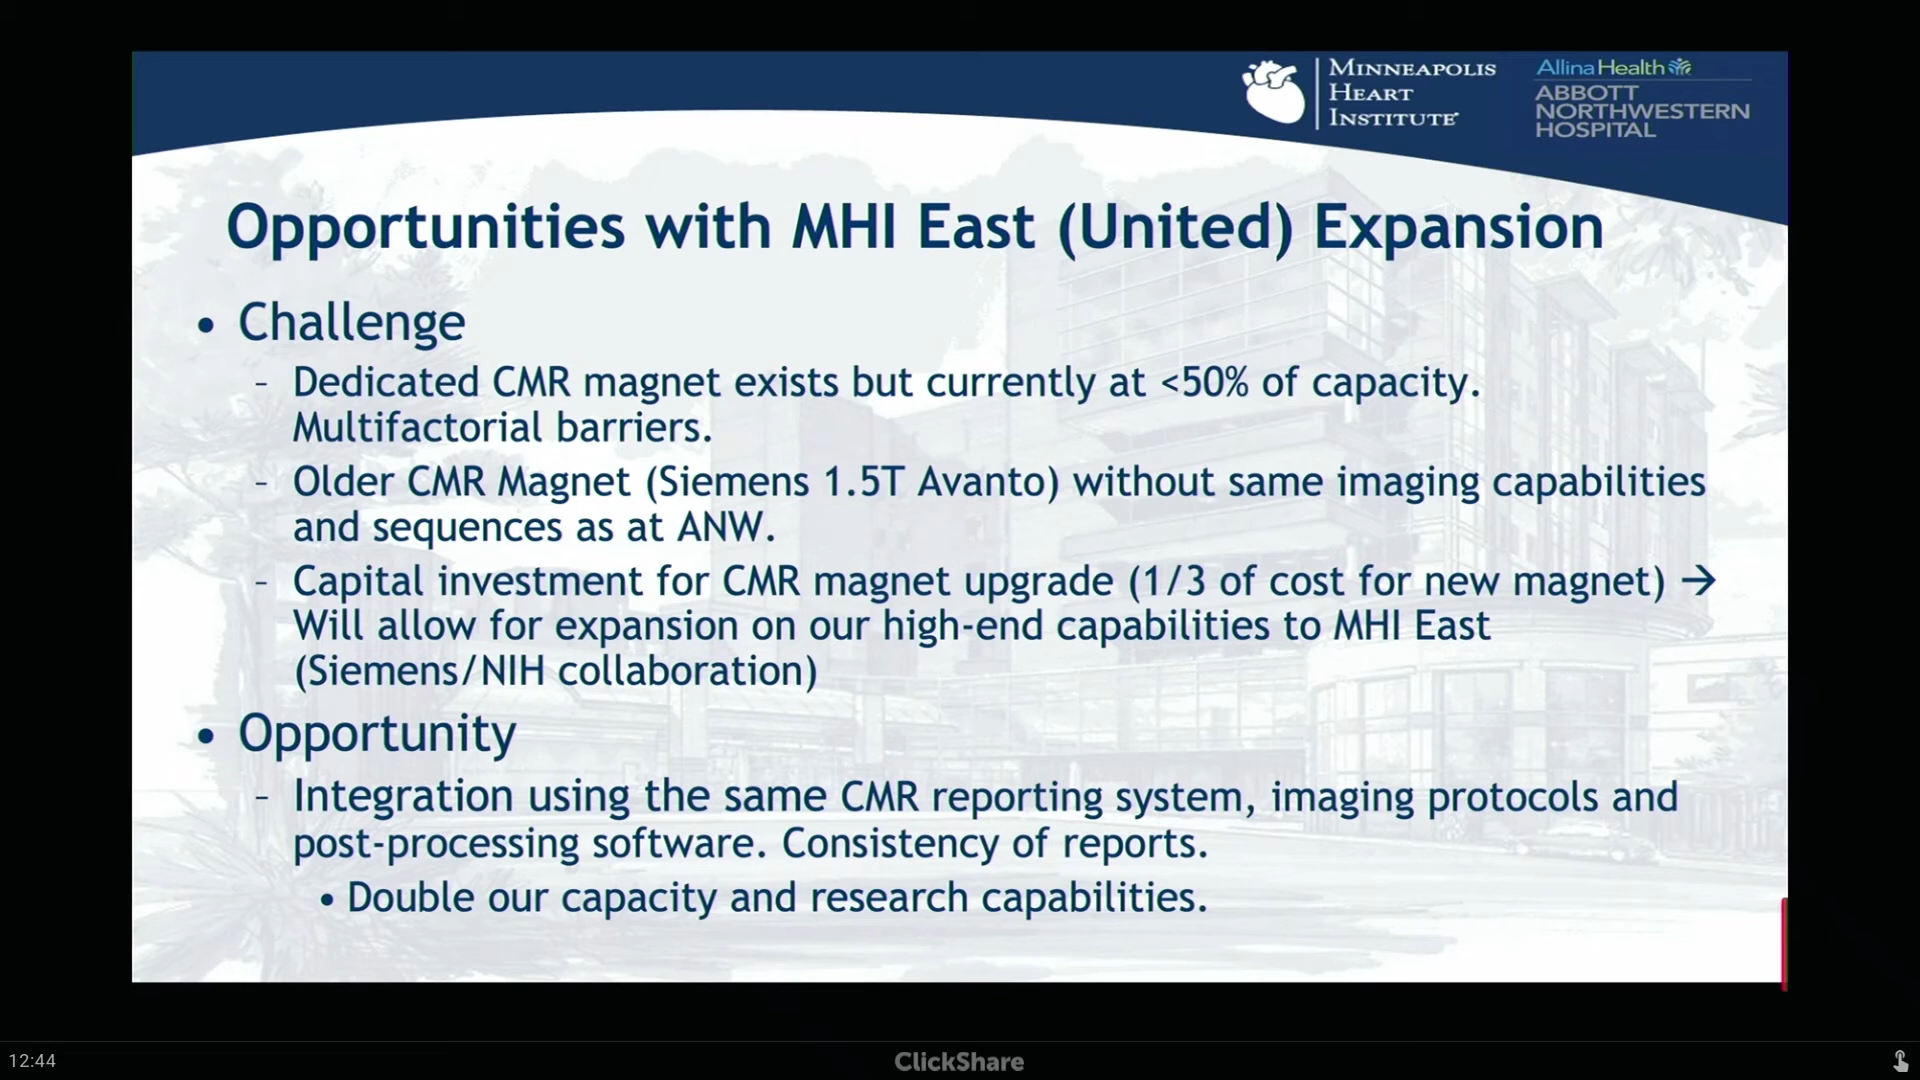 MINNEAPOLIS
HEART
INSTITUTE
Allina Health
ABBOTT
NORTHWESTERN
HOSPITAL
Opportunities with MHI East (United) Expansion
• Challenge
– Dedicated CMR magnet exists but currently at <50% of capacity.
Multifactorial barriers.
– Older CMR Magnet (Siemens 1.5T Avanto) without same imaging capabilities
and sequences as at ANW.
– Capital investment for CMR magnet upgrade (1/3 of cost for new magnet) →
Will allow for expansion on our high-end capabilities to MHI East
(Siemens/NIH collaboration)
• Opportunity
– Integration using the same CMR reporting system, imaging protocols and
post-processing software. Consistency of reports.
• Double our capacity and research capabilities.
12:44
ClickShare